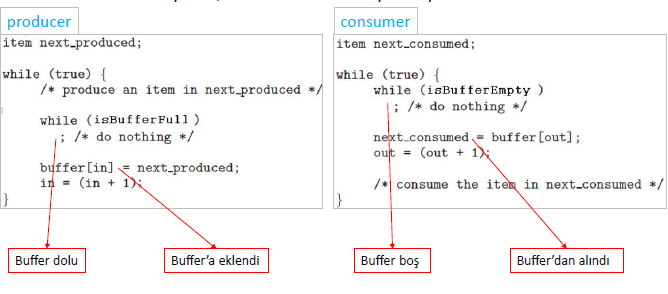 producer
item next_produced;
while (true) {
/* produce an item in next_produced */
while (isBufferFull )
; /* do nothing */
buffer[in] = next_produced;
in = (in + 1);
}
Buffer dolu
Buffer’a eklendi
consumer
item next_consumed;
while (true) {
while (isBufferEmpty )
; /* do nothing */
next_consumed = buffer[out];
out = (out + 1);
/* consume the item in next_consumed */
}
Buffer boş
Buffer’dan alındı